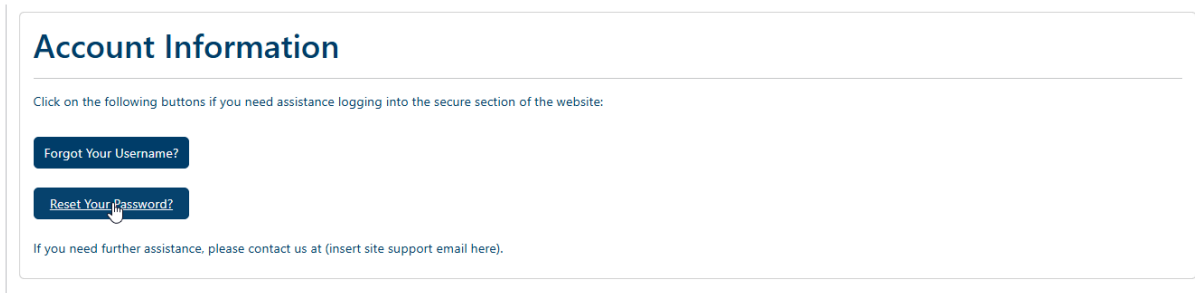 Account Information
Click on the following buttons if you need assistance logging into the secure section of the website:
Forgot Your Username?
Reset Your Password?
If you need further assistance, please contact us at (insert site support email here).